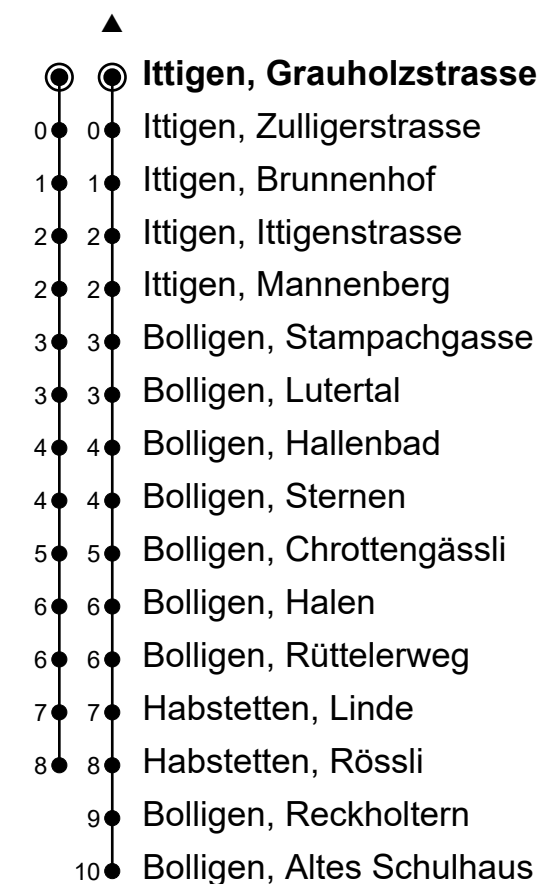 ▲
Ittigen, Grauholzstrasse
0 0 Ittigen, Zulligerstrasse
1 1 Ittigen, Brunnenhof
2 2 Ittigen, Ittigenstrasse
2 2 Ittigen, Mannenberg
3 3 Bolligen, Stampachgasse
3 3 Bolligen, Lutertal
4 4 Bolligen, Hallenbad
4 4 Bolligen, Sternen
5 5 Bolligen, Chrottengässli
6 6 Bolligen, Halen
6 6 Bolligen, Rüttelerweg
7 7 Habstetten, Linde
8 8 Habstetten, Rössli
9 Bolligen, Reckholtern
10 Bolligen, Altes Schulhaus